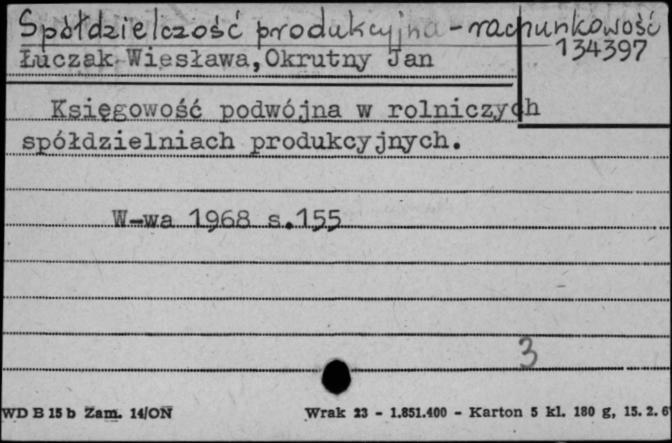 Spółdzielczość produkcyjna - rachunkowość
134397
Łuczak Wiesława, Okrutny Jan
Księgowość podwójna w rolniczych
spółdzielniach produkcyjnych.
W-wa 1968 s.155
3
WD B 15 b Zam. 14/ON Wrak 23 - 1.851.400 - Karton 5 kl. 180 g, 15. 2. 6